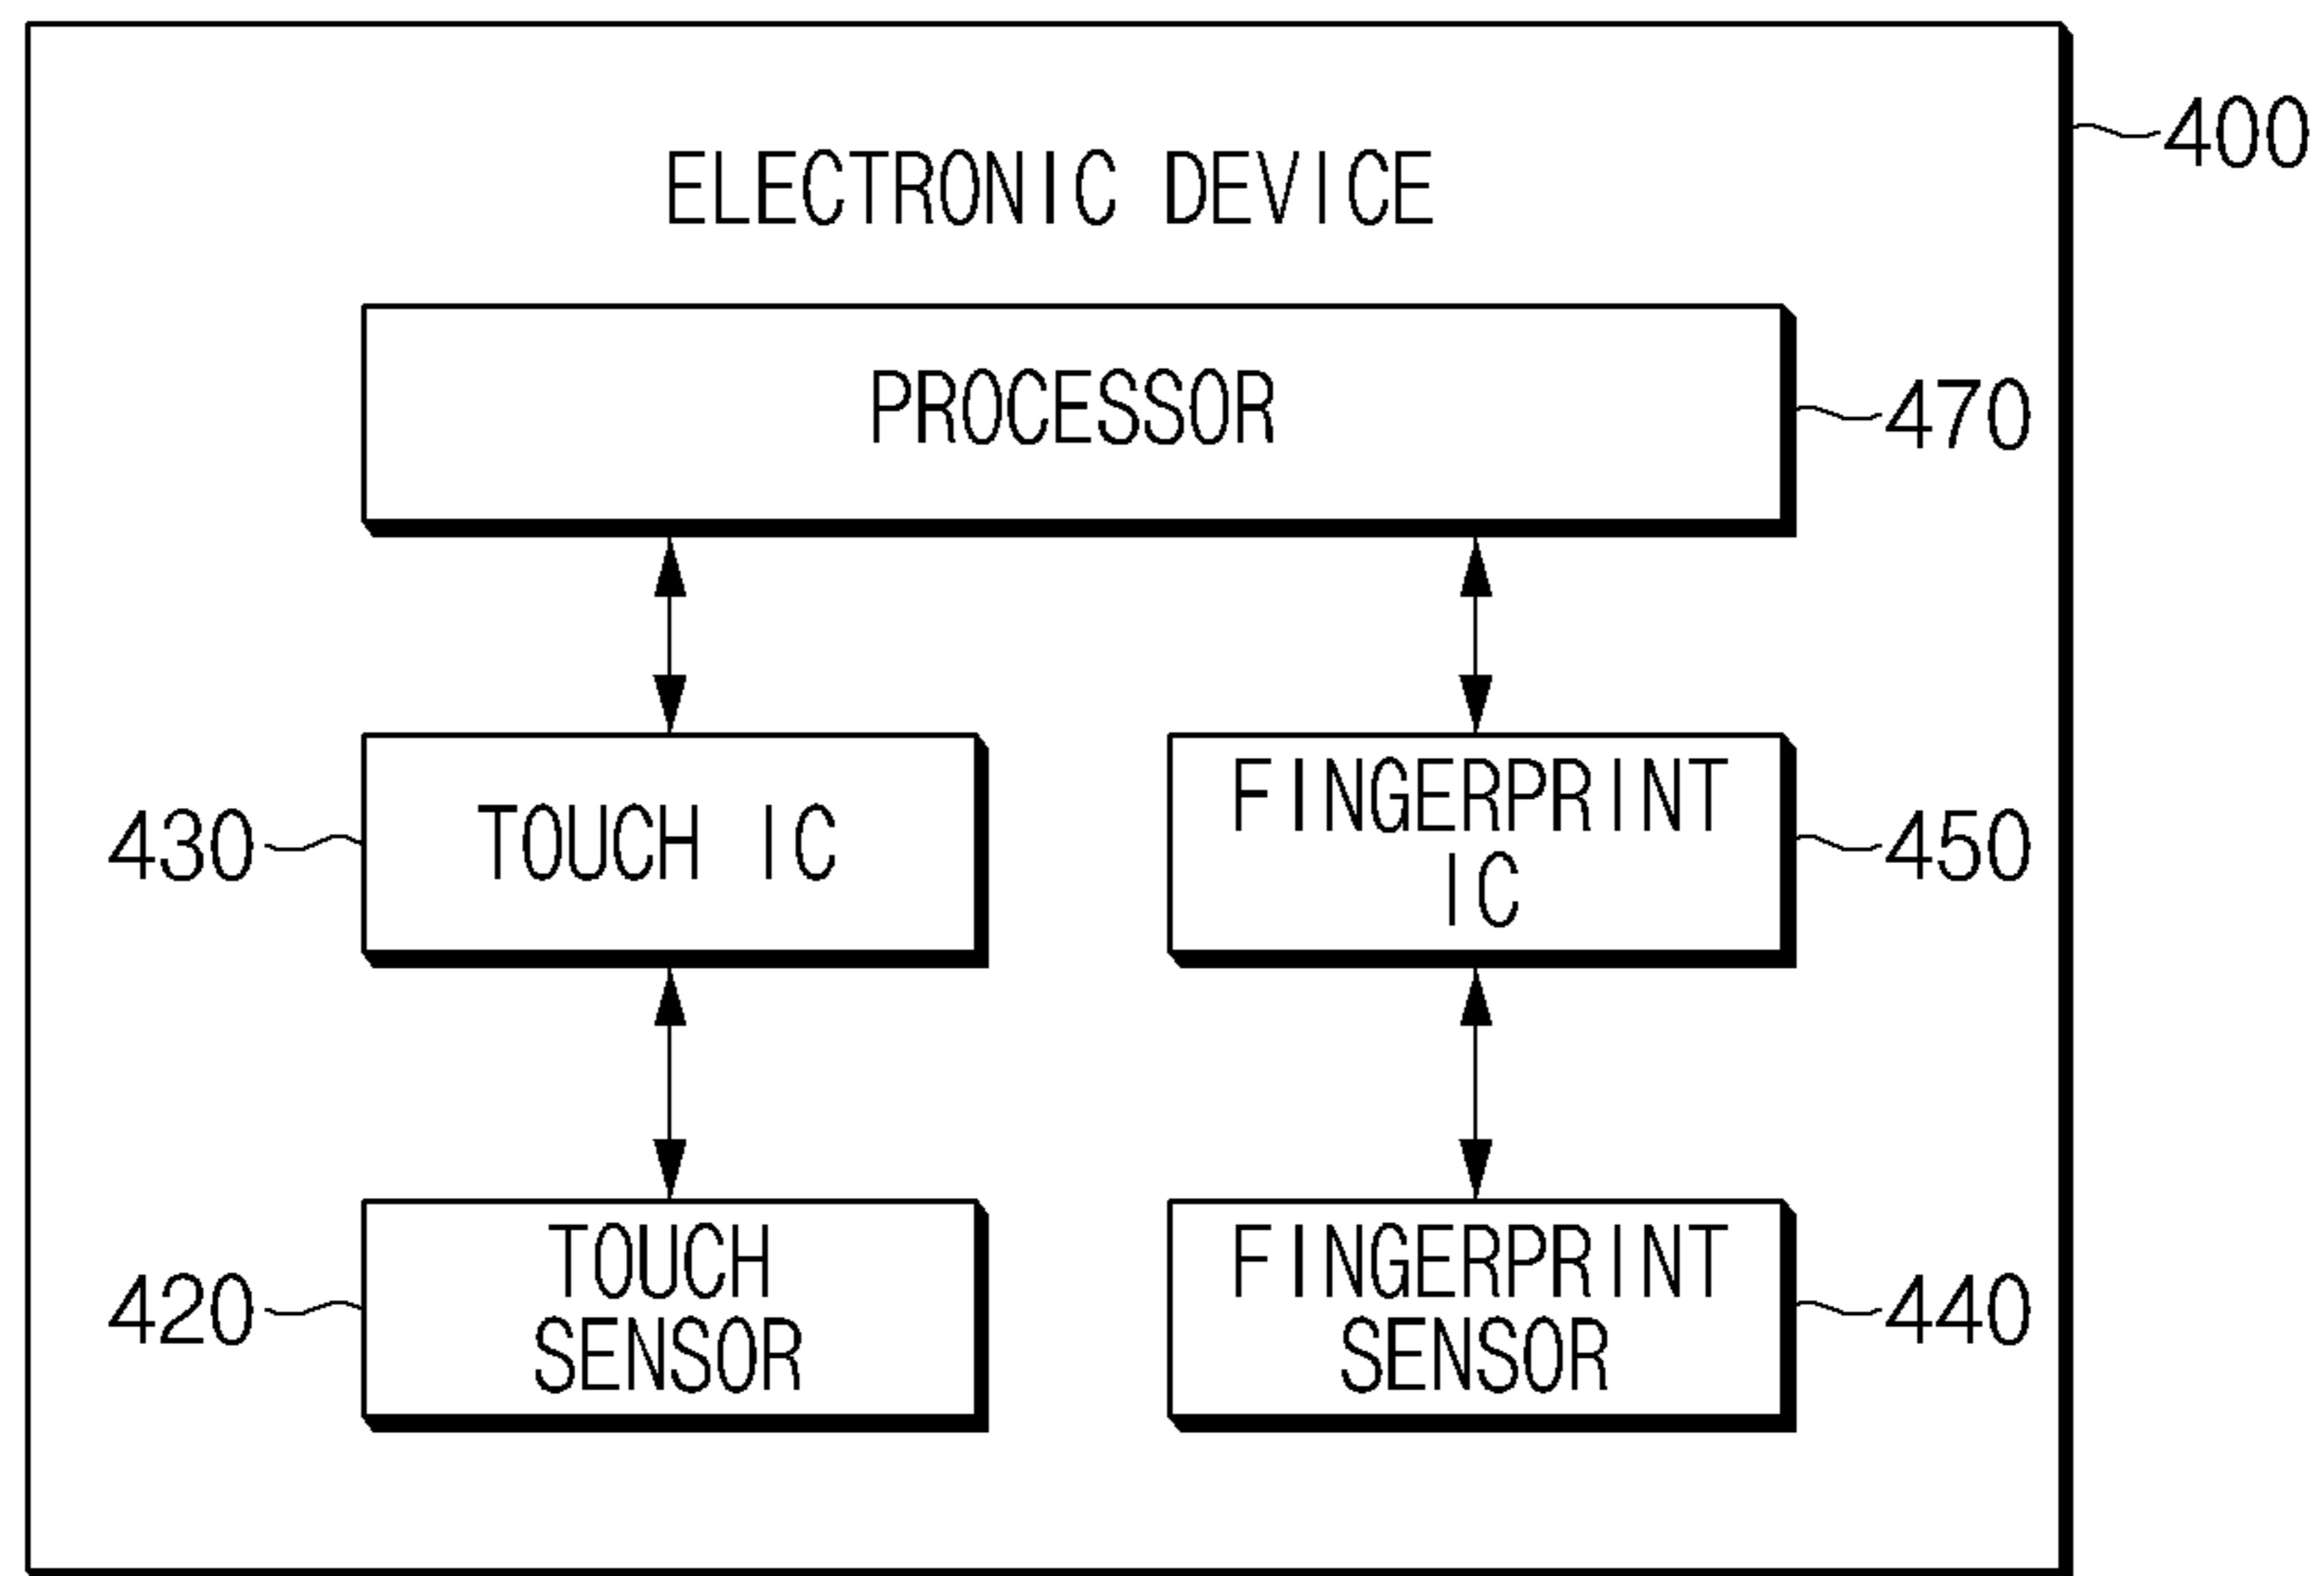 ELECTRONIC DEVICE
400
PROCESSOR
470
430
TOUCH IC
FINGERPRINT
IC
450
420
TOUCH
SENSOR
FINGERPRINT
SENSOR
440